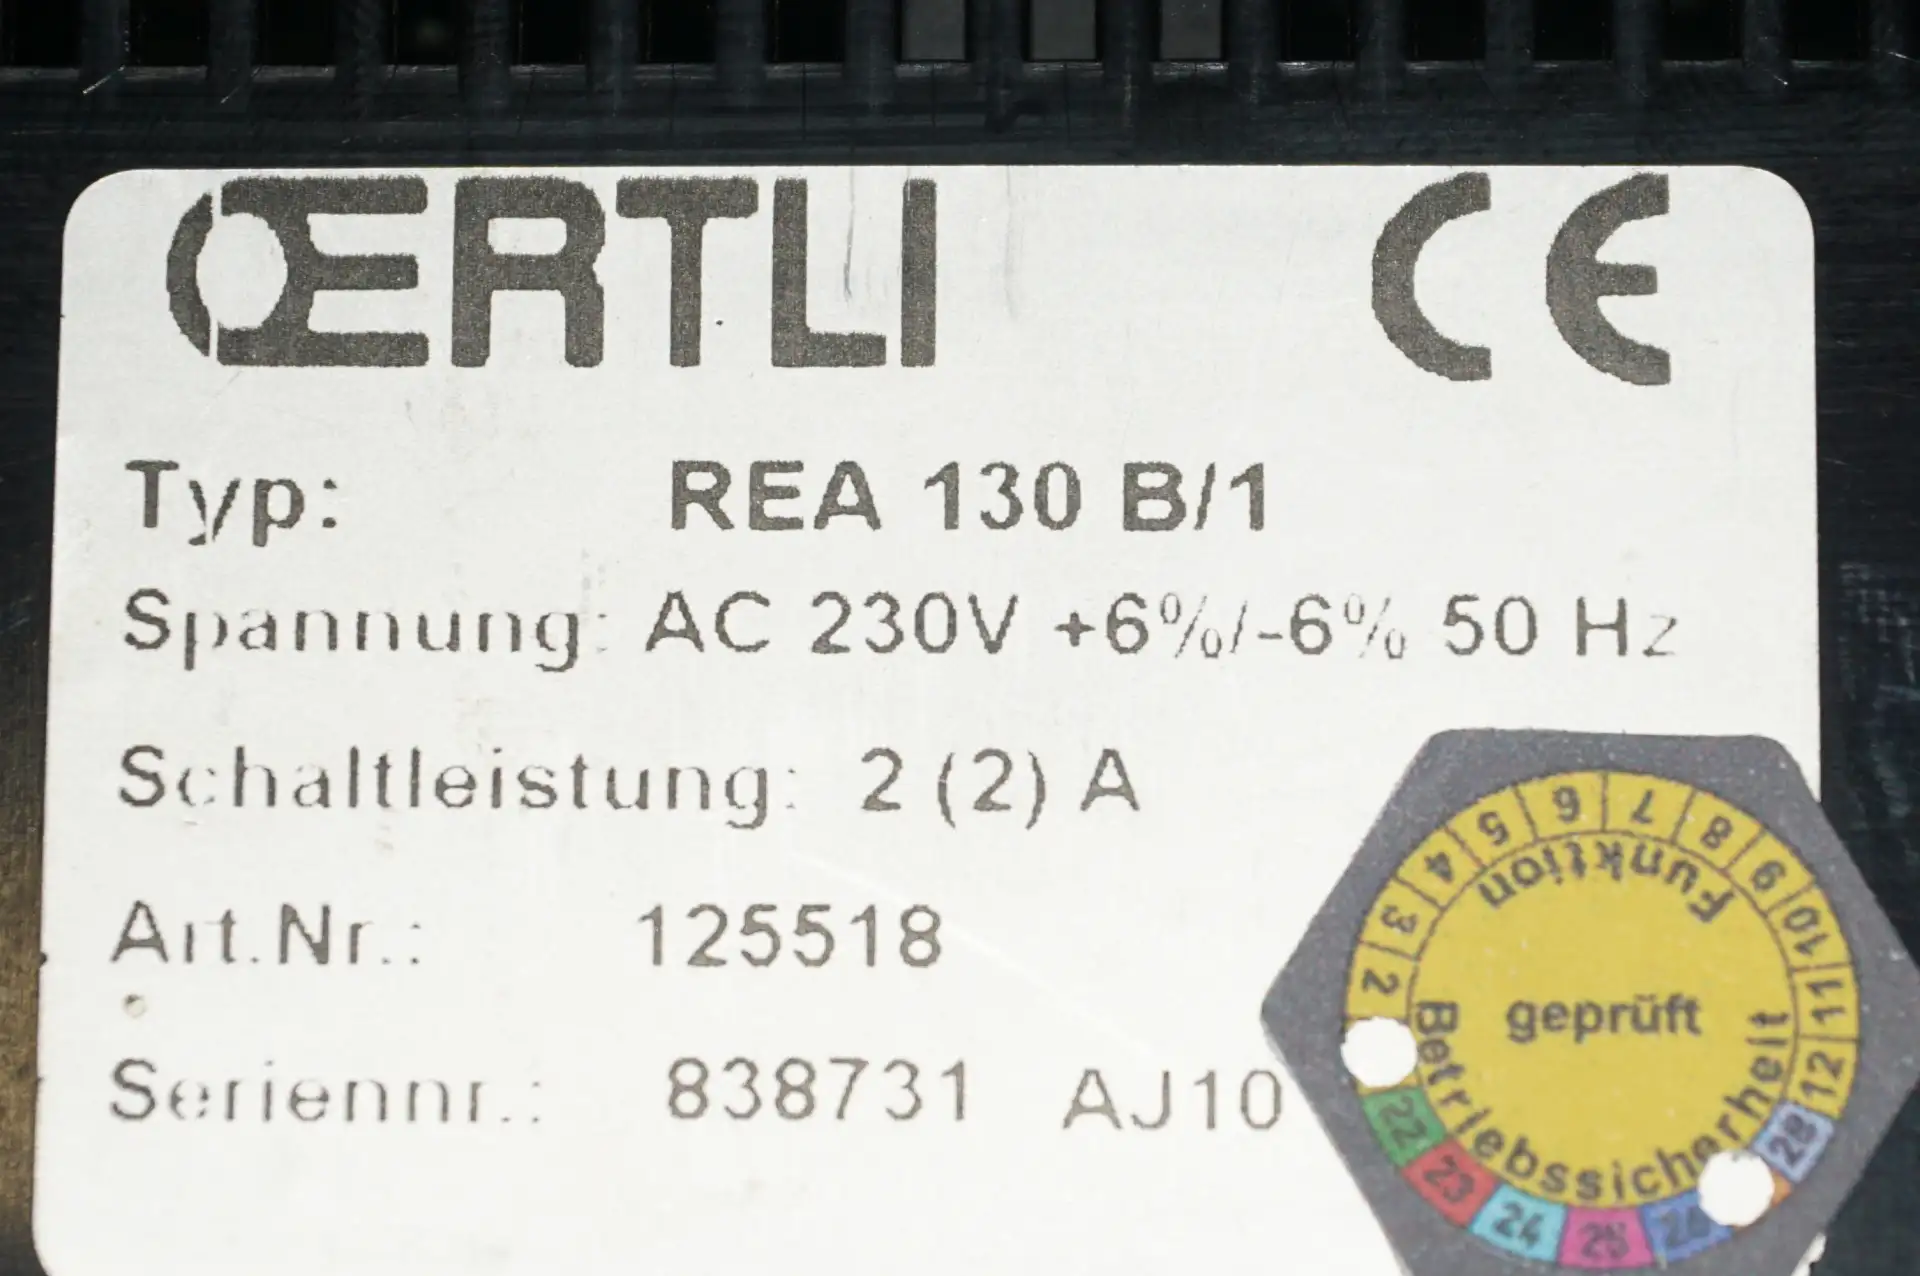 ŒRTLI CE
Typ: REA 130 B/1
Spannung: AC 230V +6%/-6% 50 Hz
Schaltleistung: 2 (2) A
Art.Nr.: 125518
Seriennr.: 838731 AJ10
2 3 4 5 6 7 8 9 10 11 12
Funktion
geprüft
Betriebssicherheit
22 23 24 25 26 28